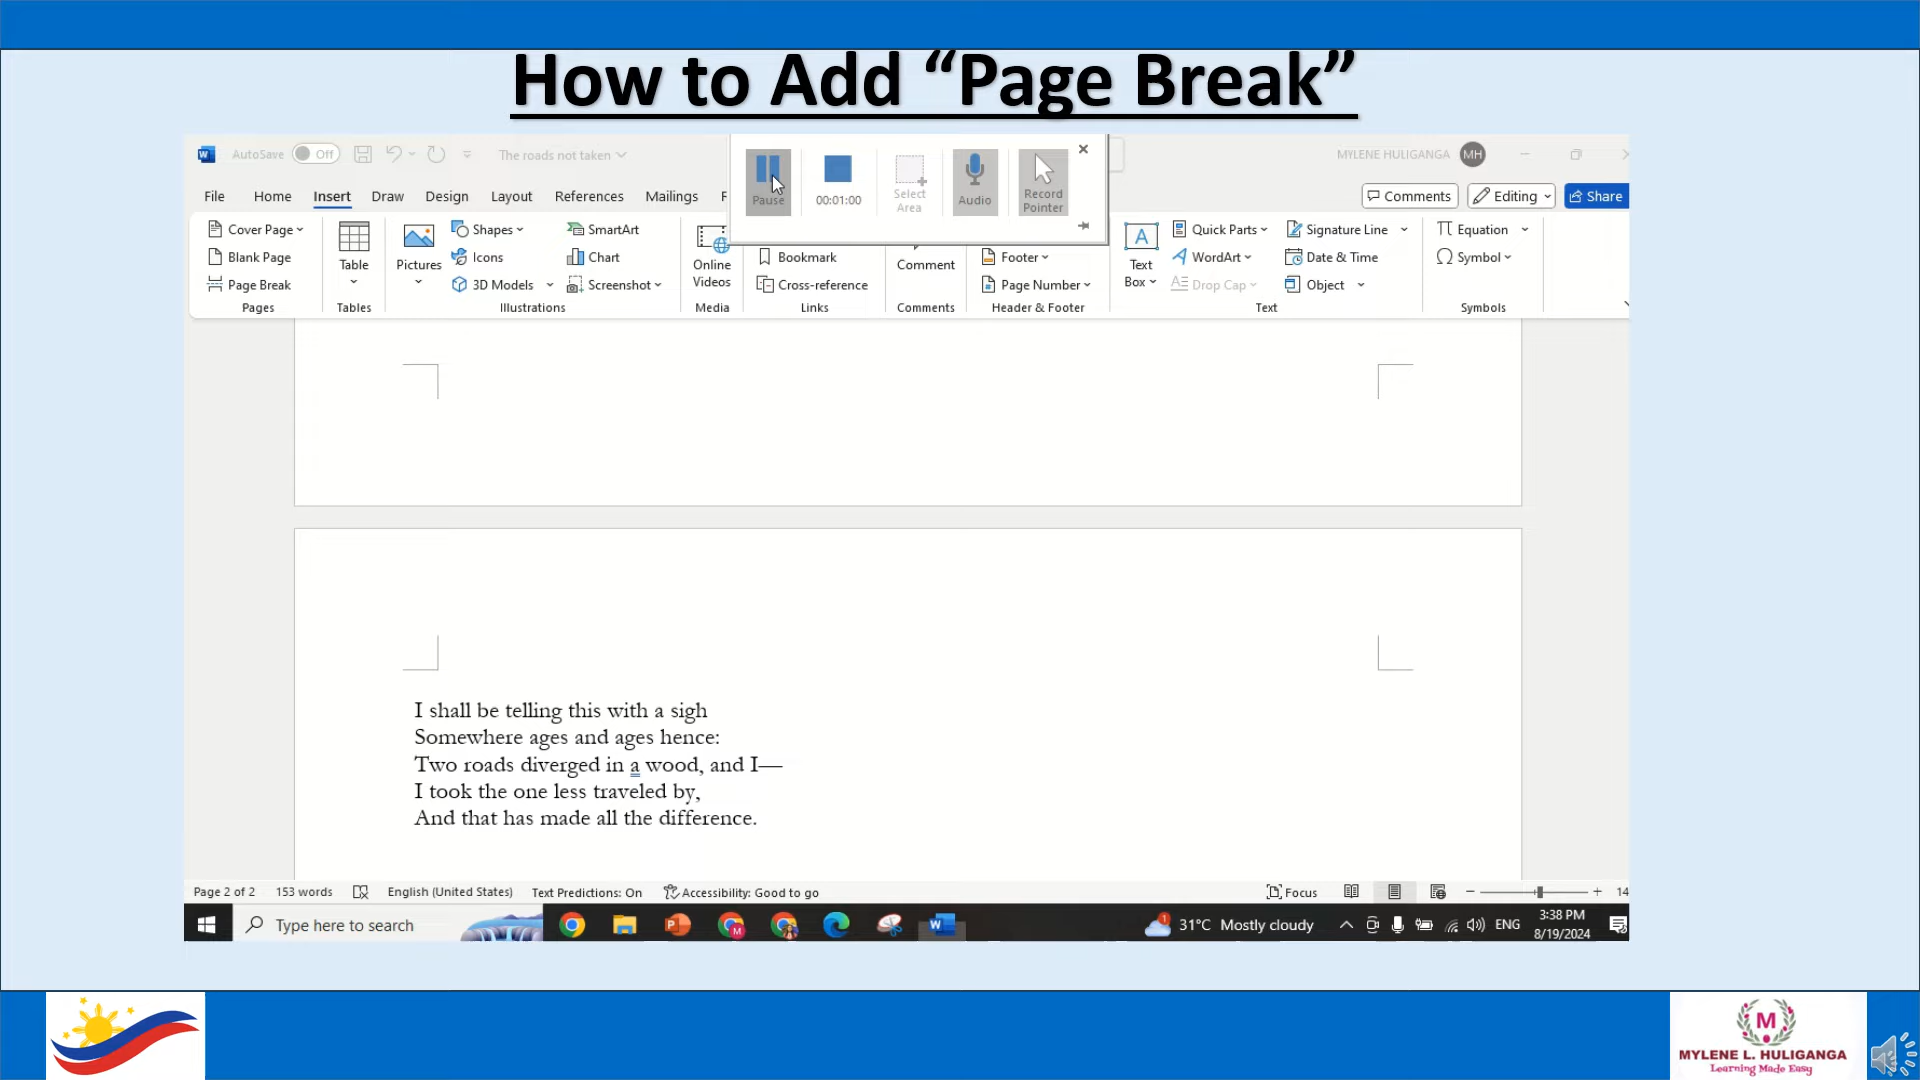 How to Add “Page Break”
AutoSave Off The roads not taken MYLENE HULIGANGA MH
Pause 00:01:00 Select Area Audio Record Pointer
File Home Insert Draw Design Layout References Mailings Comments Editing Share
Cover Page Shapes SmartArt Quick Parts Signature Line Equation
Blank Page Table Pictures Icons Chart Online Videos Bookmark Comment Footer Text Box WordArt Date & Time Symbol
Page Break 3D Models Screenshot Cross-reference Page Number Drop Cap Object
Pages Tables Illustrations Media Links Comments Header & Footer Text Symbols
I shall be telling this with a sigh
Somewhere ages and ages hence:
Two roads diverged in a wood, and I—
I took the one less traveled by,
And that has made all the difference.
Page 2 of 2 153 words English (United States) Text Predictions: On Accessibility: Good to go Focus 14
Type here to search 1 31°C Mostly cloudy ENG 3:38 PM
8/19/2024
M
MYLENE L. HULIGANGA
Learning Made Easy